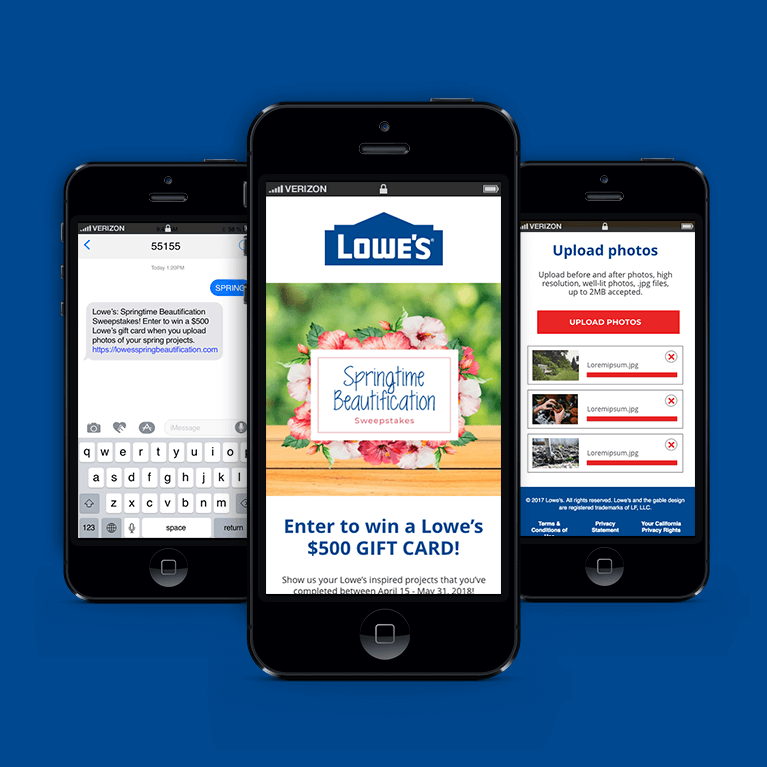 VERIZON
55155
Today 1:20PM
SPRING
Lowe's: Springtime Beautification
Sweepstakes! Enter to win a $500
Lowe's gift card when you upload
photos of your spring projects.
https://lowesspringbeautification.com
iMessage
q w e r t y u i o p
a s d f g h j k l
z x c v b n m
123 space return
VERIZON
LOWE'S
Springtime
Beautification
Sweepstakes
Enter to win a Lowe's
$500 GIFT CARD!
Show us your Lowe's inspired projects that you've
completed between April 15 - May 31, 2018!
VERIZON
Upload photos
Upload before and after photos, high
resolution, well-lit photos, .jpg files,
up to 2MB accepted.
UPLOAD PHOTOS
Loremipsum.jpg
Loremipsum.jpg
Loremipsum.jpg
© 2017 Lowe's. All rights reserved. Lowe's and the gable design
are registered trademarks of LF, LLC.
Terms & Privacy Your California
Conditions of Statement Privacy Rights
Use